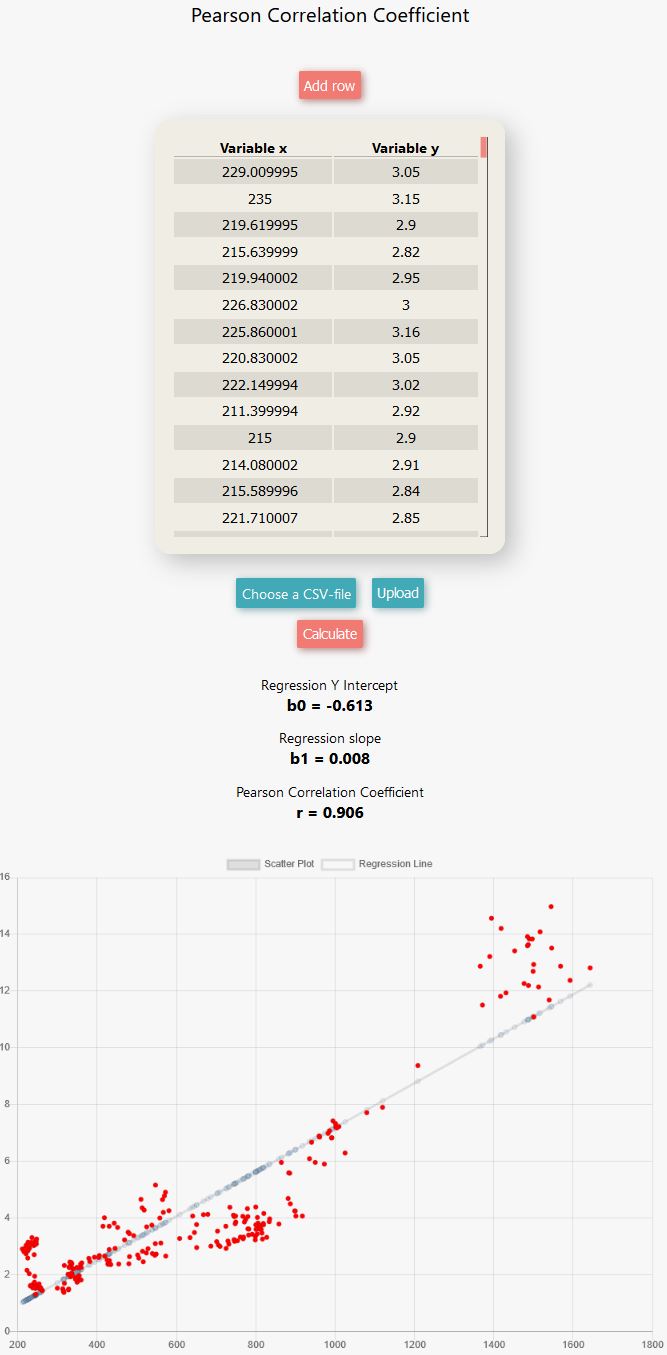 Pearson Correlation Coefficient
Add row
Variable x Variable y
229.009995 3.05
235 3.15
219.619995 2.9
215.639999 2.82
219.940002 2.95
226.830002 3
225.860001 3.16
220.830002 3.05
222.149994 3.02
211.399994 2.92
215 2.9
214.080002 2.91
215.589996 2.84
221.710007 2.85
Choose a CSV-file Upload
Calculate
Regression Y Intercept
b0 = -0.613
Regression slope
b1 = 0.008
Pearson Correlation Coefficient
r = 0.906
Scatter Plot Regression Line
16
14
12
10
8
6
4
2
0
200 400 600 800 1000 1200 1400 1600 1800